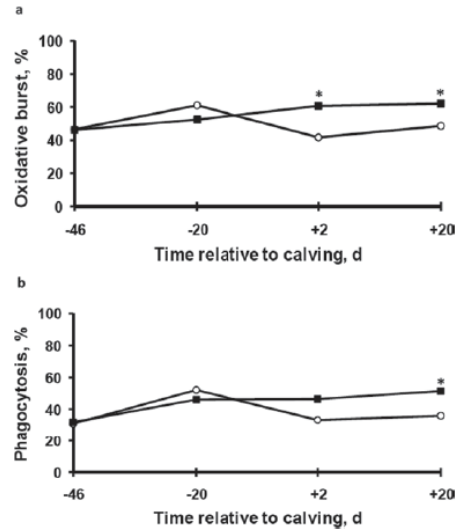 a
Oxidative burst, %
100
80
60
40
20
0
* *
-46 -20 +2 +20
Time relative to calving, d
b
Phagocytosis, %
100
80
60
40
20
0
*
-46 -20 +2 +20
Time relative to calving, d